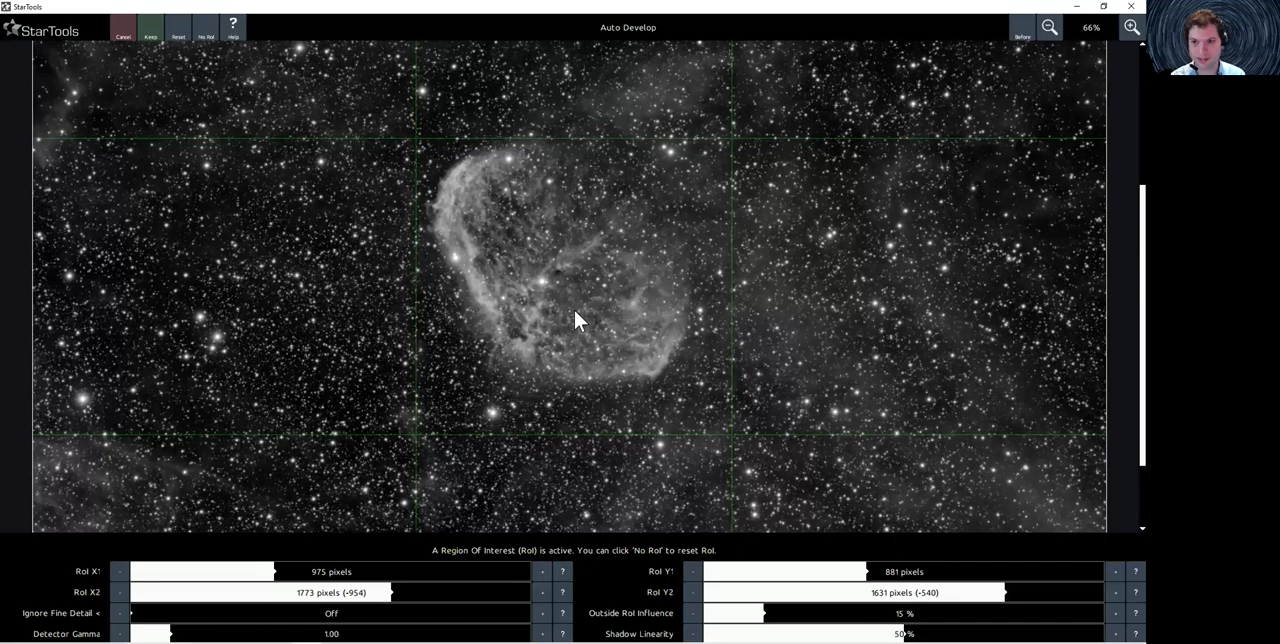 StarTools
StarTools
Cancel
Keep
Reset
No RoI
?
Help
Auto Develop
Before
66%
A Region Of Interest (RoI) is active. You can click 'No RoI' to reset RoI.
RoI X1 - 975 pixels + ?
RoI Y1 - 881 pixels + ?
RoI X2 - 1773 pixels (-954) + ?
RoI Y2 - 1631 pixels (-540) + ?
Ignore Fine Detail < - Off + ?
Outside RoI Influence - 15 % + ?
Detector Gamma - 1.00 + ?
Shadow Linearity - 50 % + ?